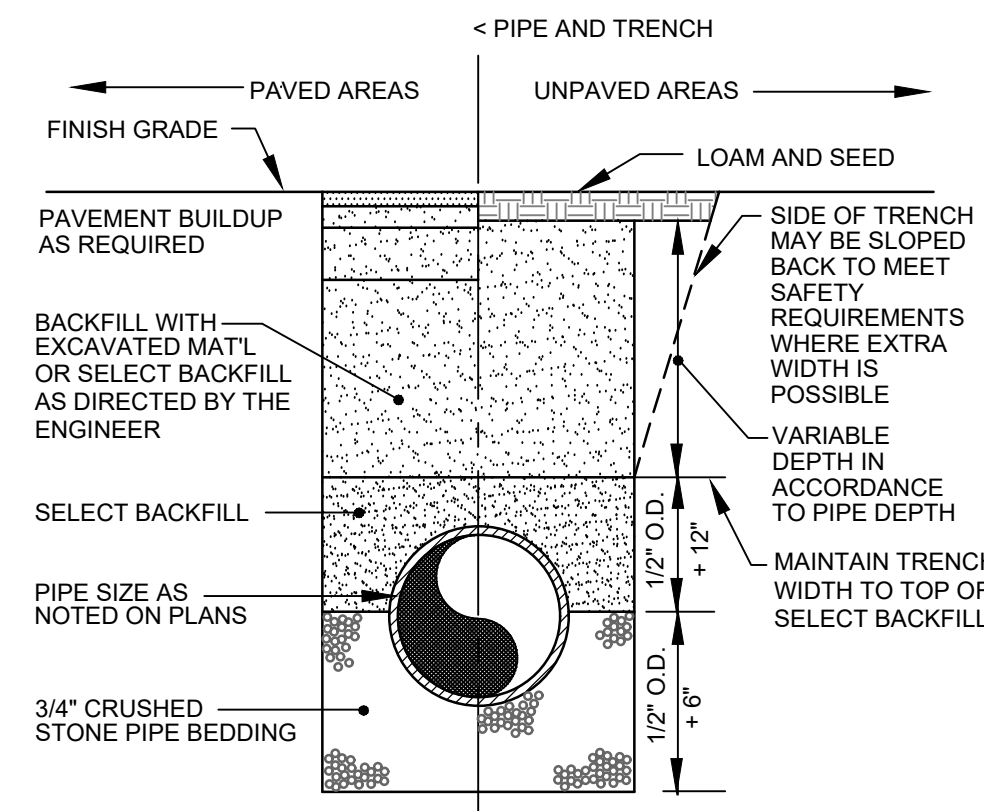 < PIPE AND TRENCH
PAVED AREAS
UNPAVED AREAS
FINISH GRADE
LOAM AND SEED
PAVEMENT BUILDUP
AS REQUIRED
SIDE OF TRENCH
MAY BE SLOPED
BACK TO MEET
SAFETY
REQUIREMENTS
WHERE EXTRA
WIDTH IS
POSSIBLE
BACKFILL WITH
EXCAVATED MAT'L
OR SELECT BACKFILL
AS DIRECTED BY THE
ENGINEER
VARIABLE
DEPTH IN
ACCORDANCE
TO PIPE DEPTH
SELECT BACKFILL
1/2" O.D.
+ 12"
MAINTAIN TRENCH
WIDTH TO TOP OF
SELECT BACKFILL
PIPE SIZE AS
NOTED ON PLANS
3/4" CRUSHED
STONE PIPE BEDDING
1/2" O.D.
+ 6"